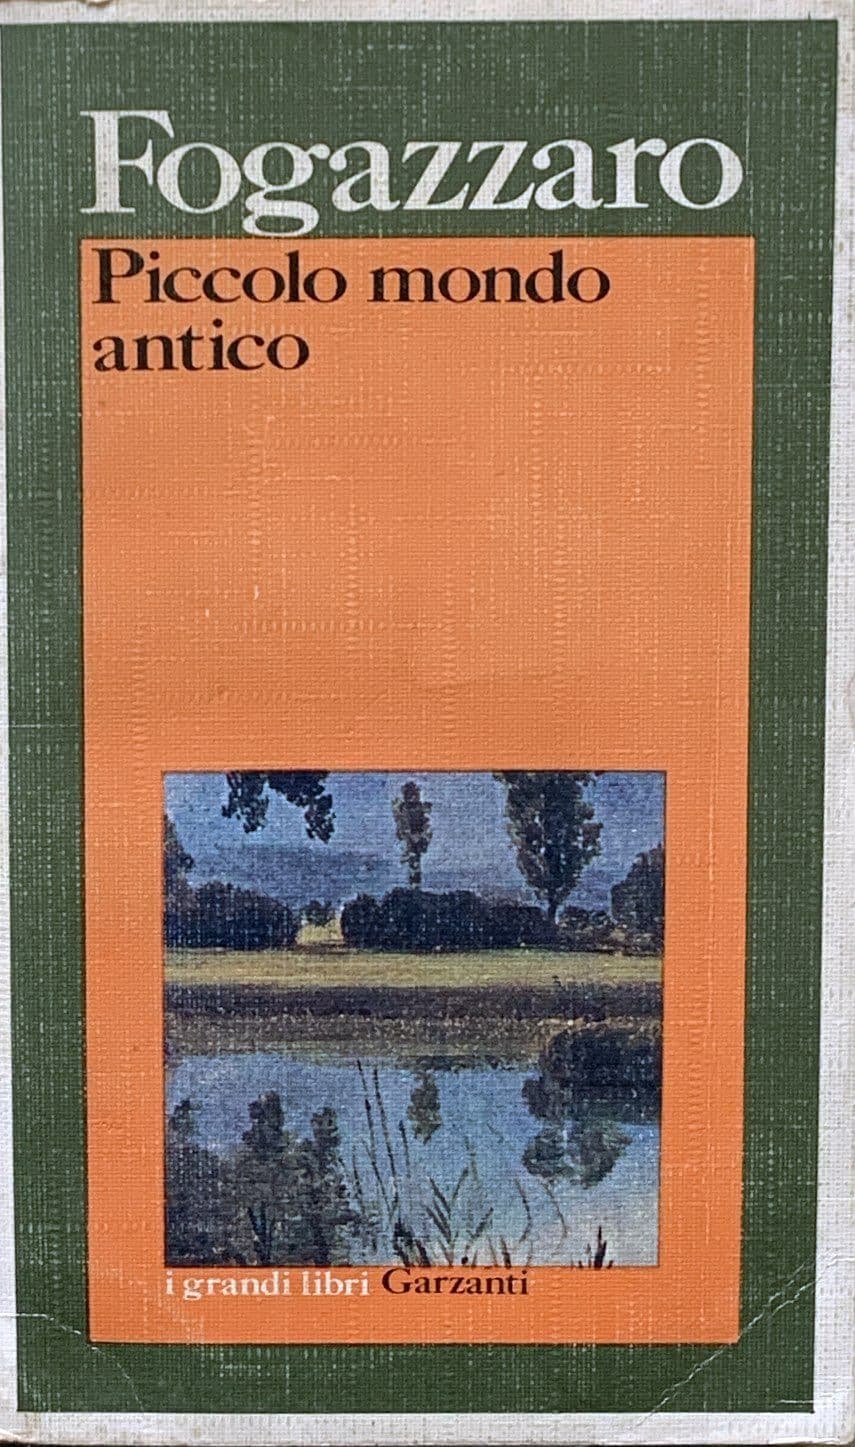 Fogazzaro
Piccolo mondo
antico
i grandi libri Garzanti